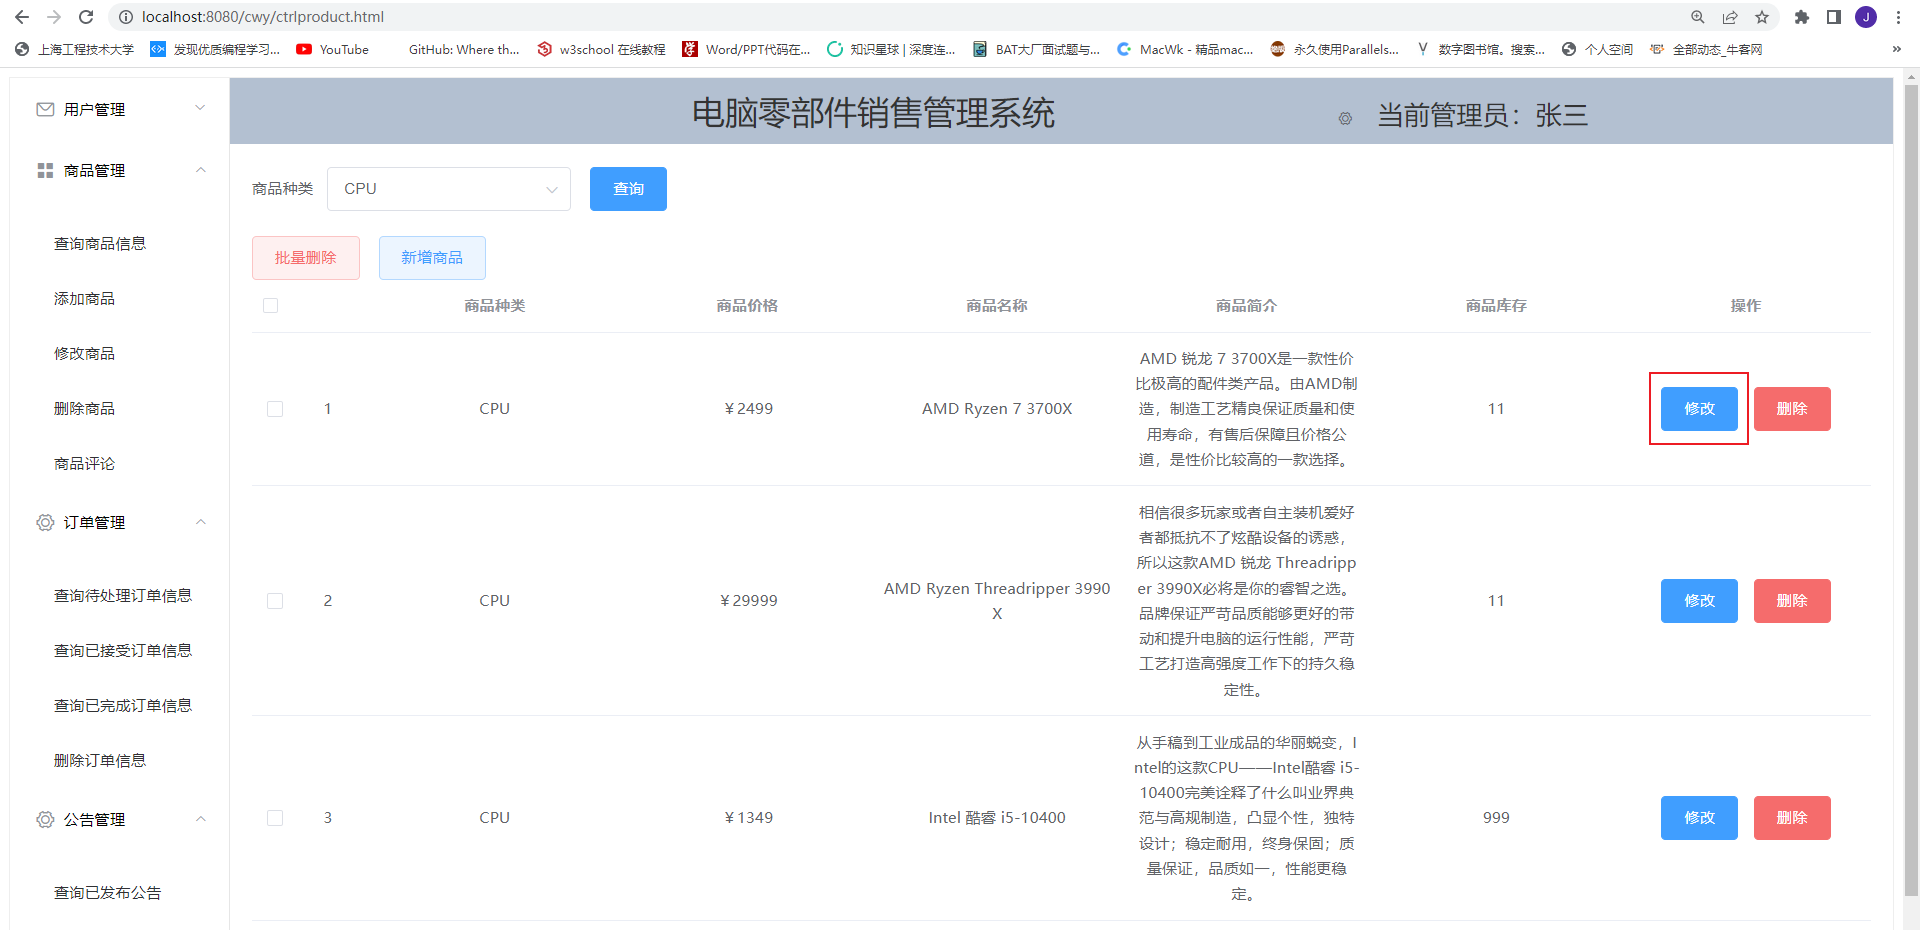 localhost:8080/cwy/ctrlproduct.html
J
上海工程技术大学
发现优质编程学习...
YouTube
GitHub: Where th...
w3school 在线教程
Word/PPT代码在...
知识星球 | 深度连...
BAT大厂面试题与...
MacWk - 精品mac...
永久使用Parallels...
数字图书馆。搜索...
个人空间
全部动态_牛客网
»
用户管理
商品管理
查询商品信息
添加商品
修改商品
删除商品
商品评论
订单管理
查询待处理订单信息
查询已接受订单信息
查询已完成订单信息
删除订单信息
公告管理
查询已发布公告
电脑零部件销售管理系统
当前管理员：张三
商品种类 CPU 查询
批量删除 新增商品
商品种类 商品价格 商品名称 商品简介 商品库存 操作
1 CPU ￥2499 AMD Ryzen 7 3700X
AMD 锐龙 7 3700X是一款性价
比极高的配件类产品。由AMD制
造，制造工艺精良保证质量和使
用寿命，有售后保障且价格公
道，是性价比较高的一款选择。
11 修改 删除
2 CPU ￥29999
AMD Ryzen Threadripper 3990
X
相信很多玩家或者自主装机爱好
者都抵抗不了炫酷设备的诱惑，
所以这款AMD 锐龙 Threadripp
er 3990X必将是你的睿智之选。
品牌保证严苛品质能够更好的带
动和提升电脑的运行性能，严苛
工艺打造高强度工作下的持久稳
定性。
11 修改 删除
3 CPU ￥1349 Intel 酷睿 i5-10400
从手稿到工业成品的华丽蜕变，I
ntel的这款CPU——Intel酷睿 i5-
10400完美诠释了什么叫业界典
范与高规制造，凸显个性，独特
设计；稳定耐用，终身保固；质
量保证，品质如一，性能更稳
定。
999 修改 删除